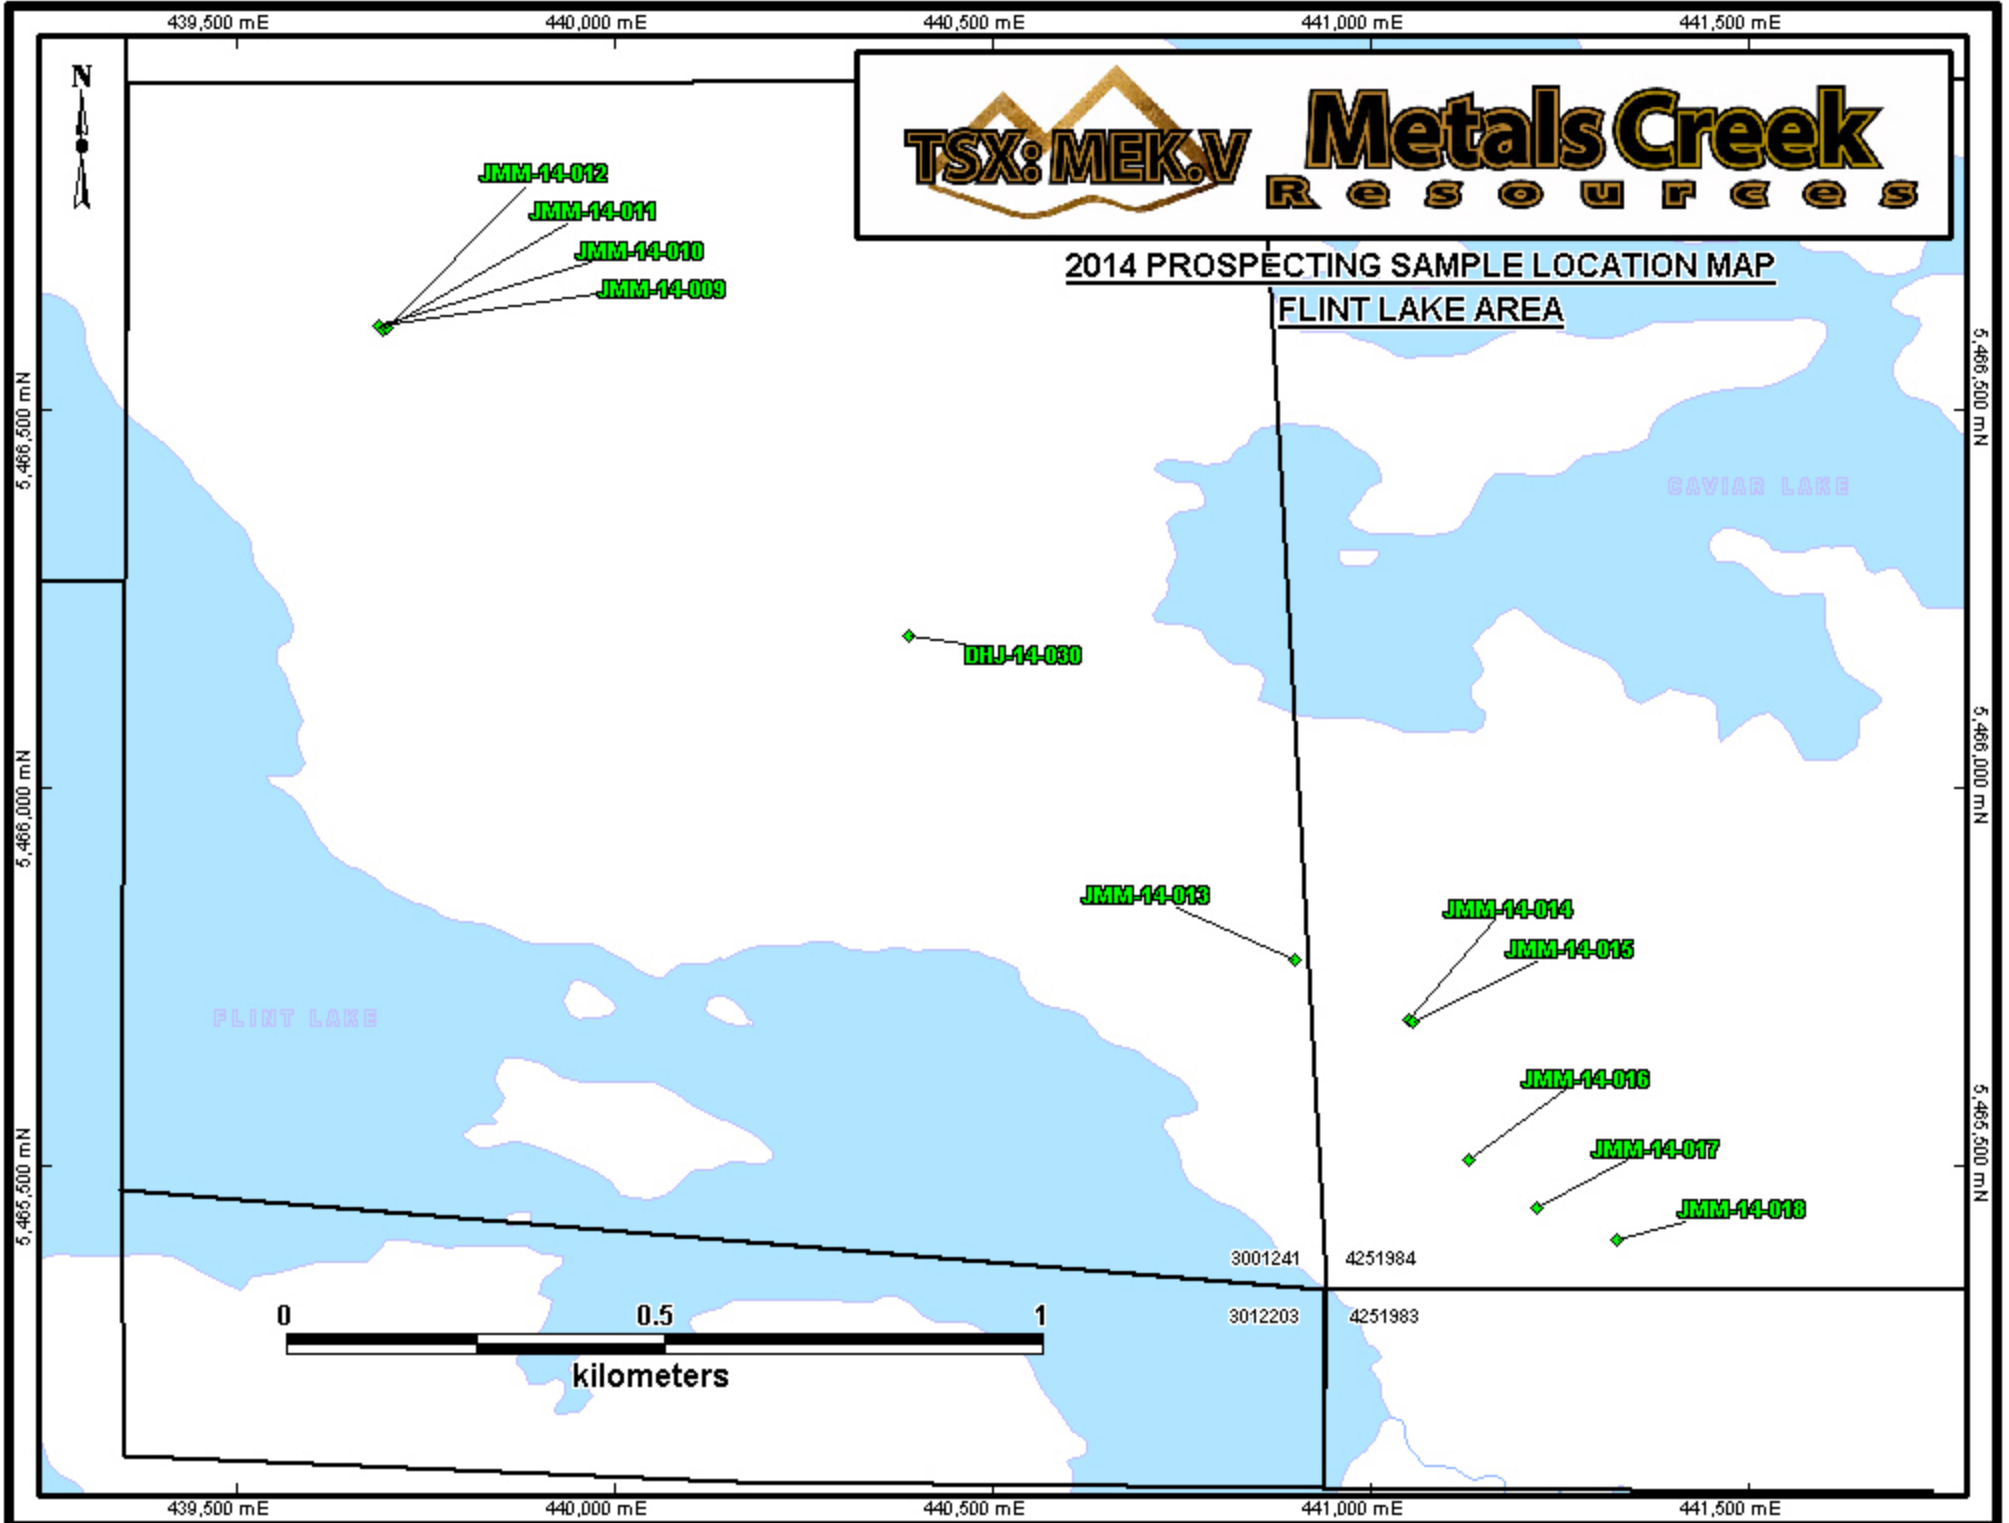 439,500 mE 440,000 mE 440,500 mE 441,000 mE 441,500 mE
N
TSX: MEK.V
Metals Creek
Resources
2014 PROSPECTING SAMPLE LOCATION MAP
FLINT LAKE AREA
JMM-14-012
JMM-14-011
JMM-14-010
JMM-14-009
5,466,500 mN
5,466,500 mN
CAVIAR LAKE
DHJ-14-030
5,466,000 mN
5,466,000 mN
JMM-14-013
JMM-14-014
JMM-14-015
FLINT LAKE
JMM-14-016
JMM-14-017
JMM-14-018
5,465,500 mN
5,465,500 mN
3001241 4251984
3012203 4251983
0 0.5 1
kilometers
439,500 mE 440,000 mE 440,500 mE 441,000 mE 441,500 mE